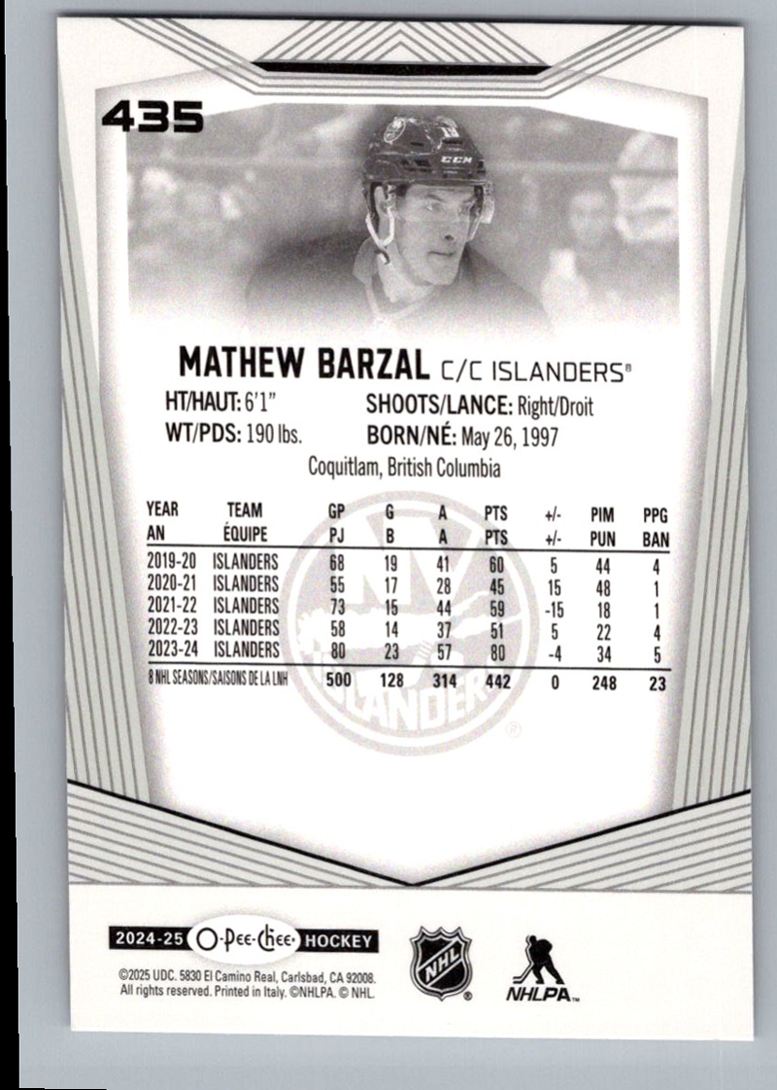 435
19
CCM
MATHEW BARZAL C/C ISLANDERS®
HT/HAUT: 6'1" SHOOTS/LANCE: Right/Droit
WT/PDS: 190 lbs. BORN/NÉ: May 26, 1997
Coquitlam, British Columbia
YEAR TEAM GP G A PTS +/- PIM PPG
AN ÉQUIPE PJ B A PTS +/- PUN BAN
2019-20 ISLANDERS 68 19 41 60 5 44 4
2020-21 ISLANDERS 55 17 28 45 15 48 1
2021-22 ISLANDERS 73 15 44 59 -15 18 1
2022-23 ISLANDERS 58 14 37 51 5 22 4
2023-24 ISLANDERS 80 23 57 80 -4 34 5
8 NHL SEASONS/SAISONS DE LA LNH 500 128 314 442 0 248 23
NY
ISLANDERS
®
2024-25 O-Pee-Chee® HOCKEY
©2025 UDC. 5830 El Camino Real, Carlsbad, CA 92008.
All rights reserved. Printed in Italy. ©NHLPA. © NHL.
NHL ®
NHLPA™